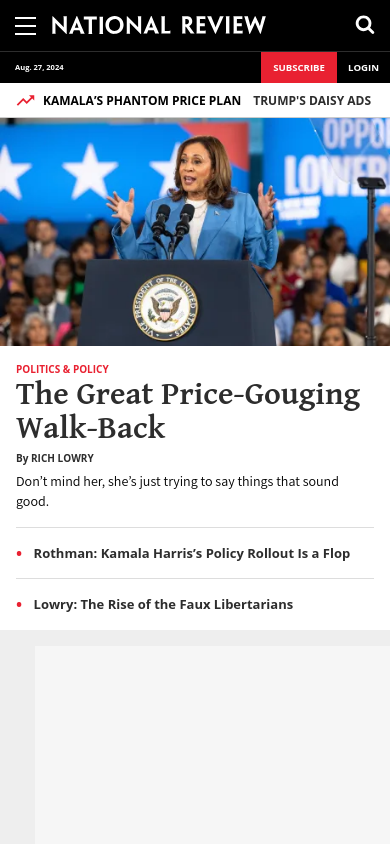 NATIONAL REVIEW
Aug. 27, 2024
SUBSCRIBE
LOGIN
KAMALA'S PHANTOM PRICE PLAN TRUMP'S DAISY ADS
OPPO
LOWER
VICE PRESIDENT OF THE UNITED STATES
POLITICS & POLICY
The Great Price-Gouging
Walk-Back
By RICH LOWRY
Don’t mind her, she’s just trying to say things that sound
good.
• Rothman: Kamala Harris’s Policy Rollout Is a Flop
• Lowry: The Rise of the Faux Libertarians